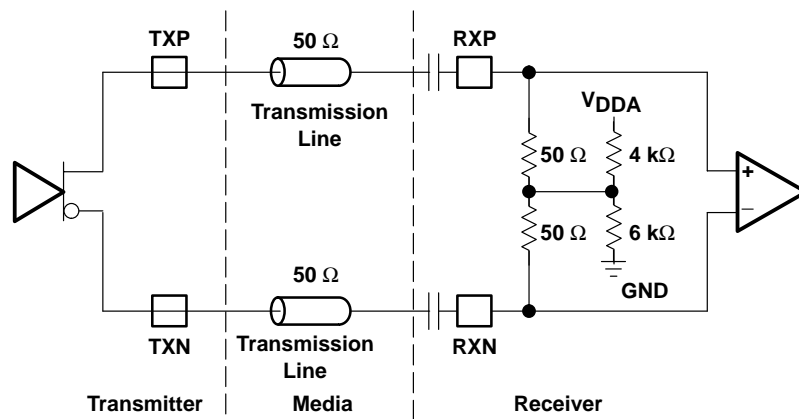 TXP
50 Ω
RXP
Transmission
Line
VDDA
50 Ω
4 kΩ
+
−
50 Ω
6 kΩ
GND
50 Ω
TXN
Transmission
Line
RXN
Transmitter
Media
Receiver